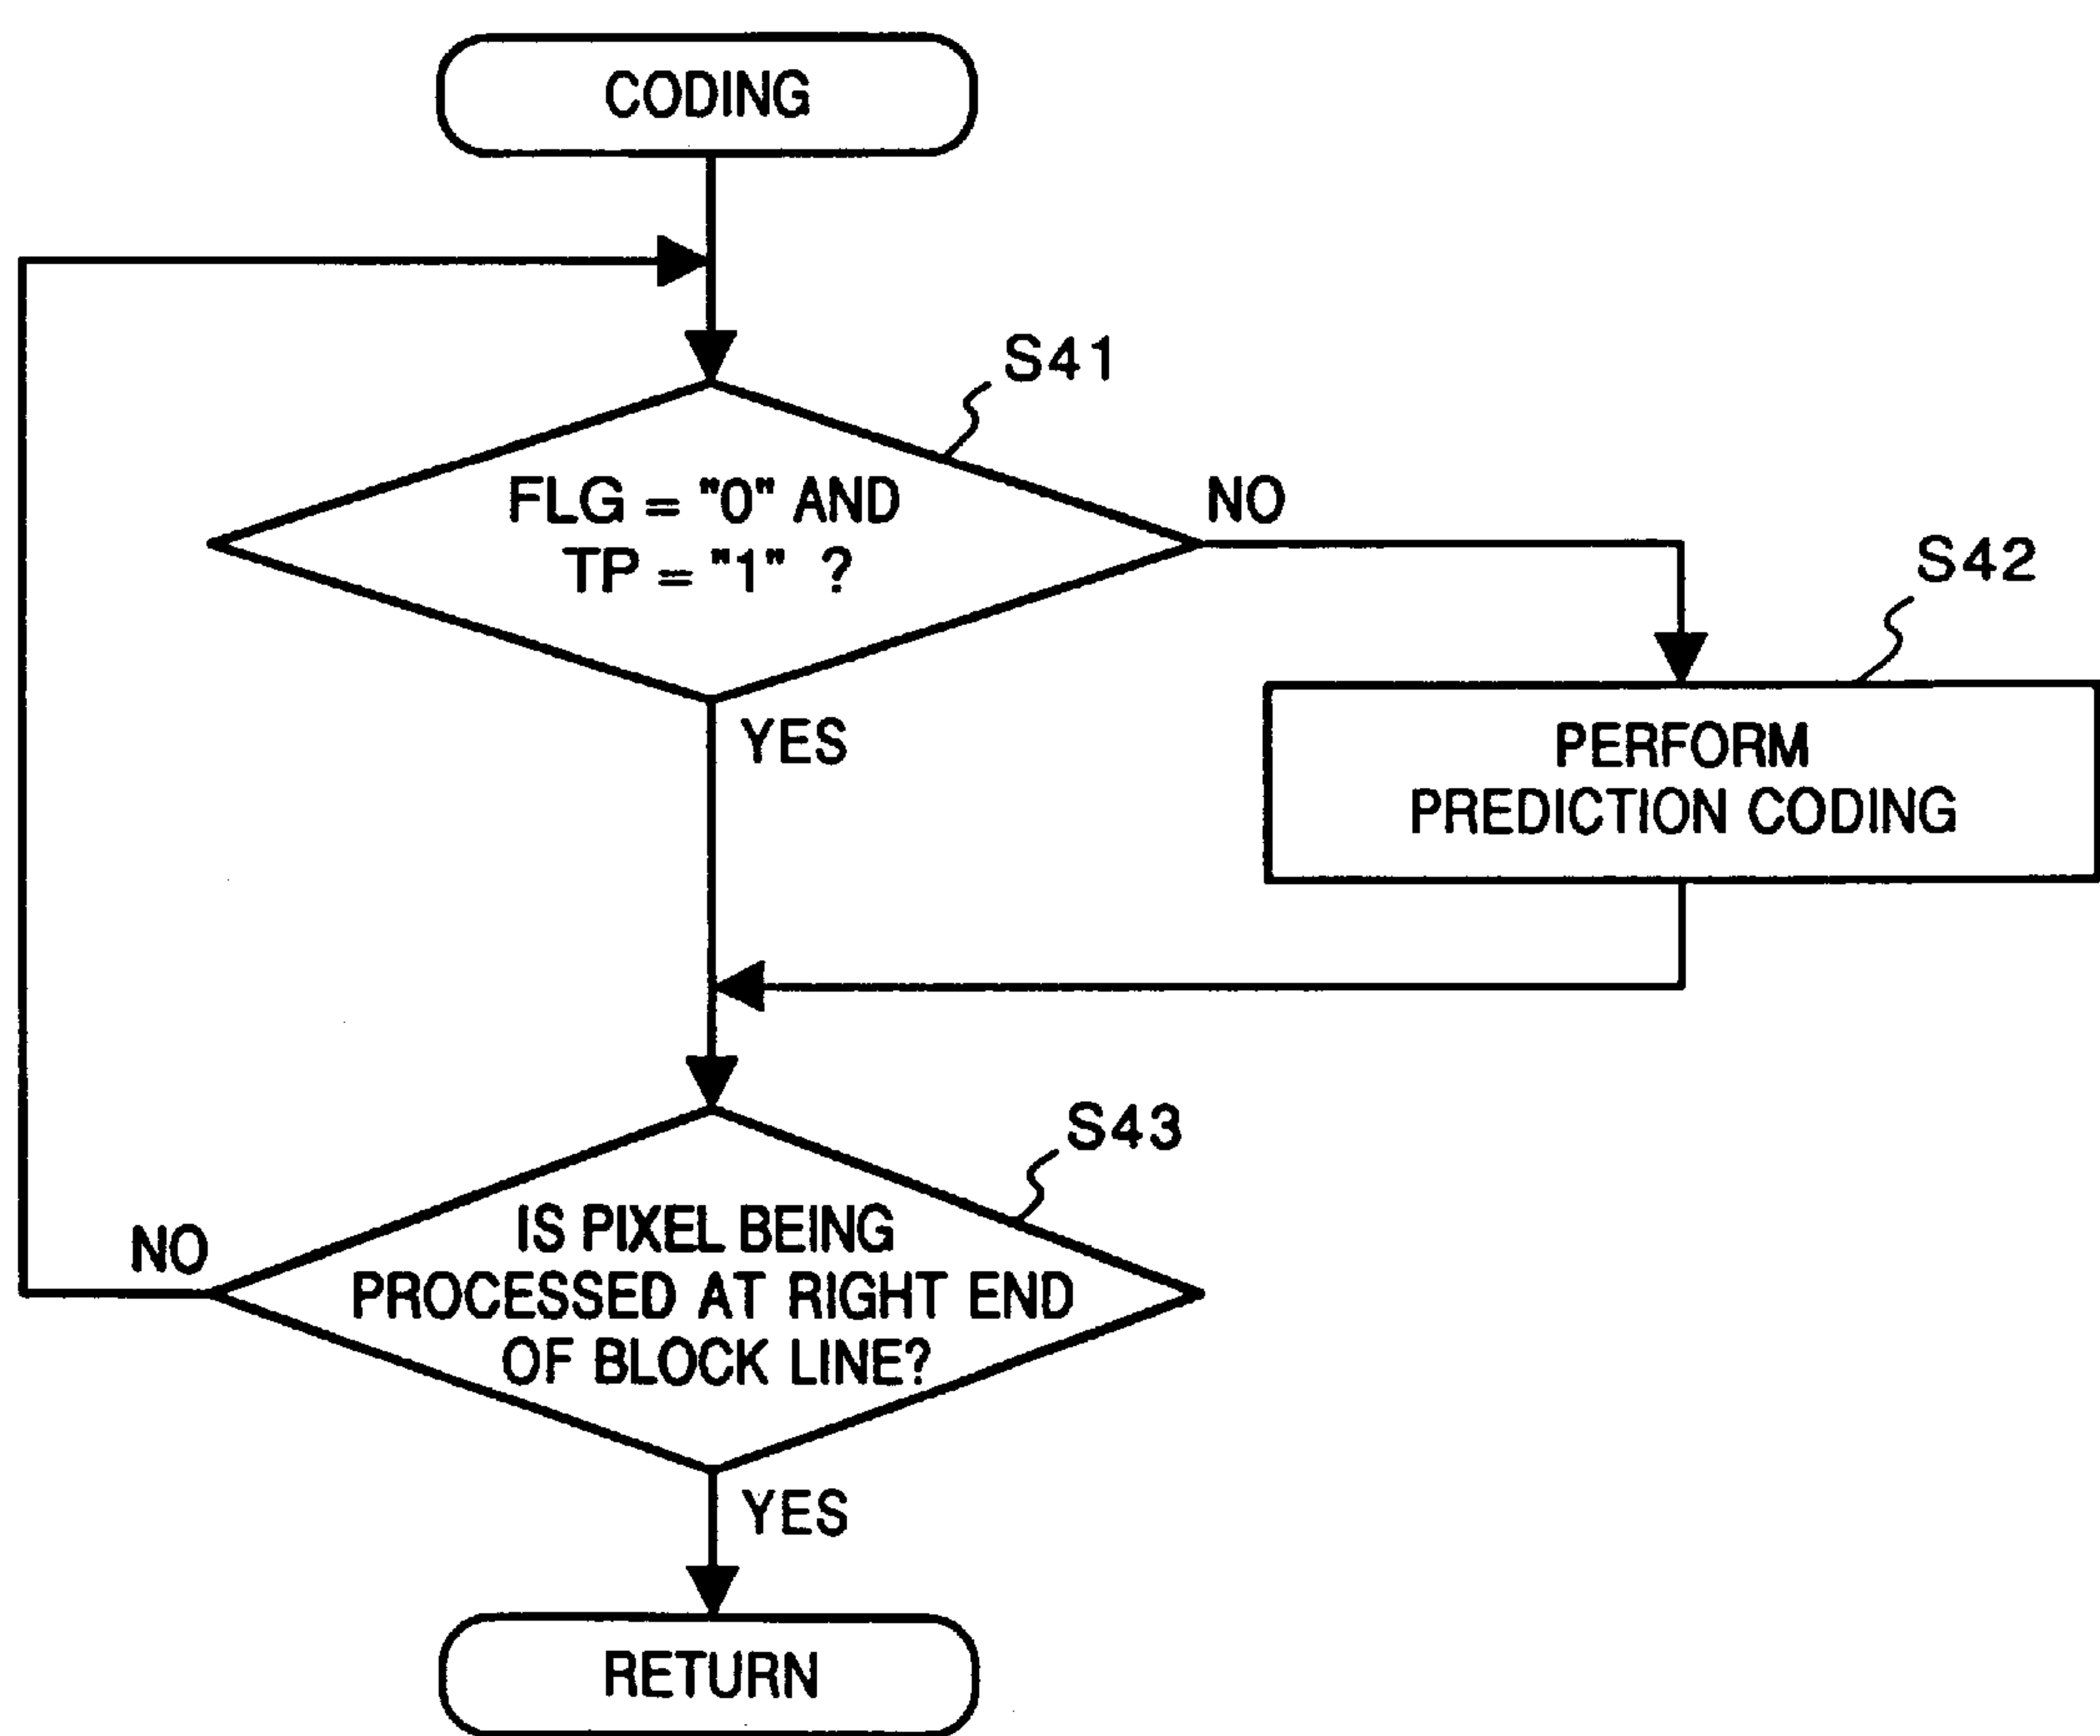 CODING
S41
FLG = "0" AND
TP = "1" ?
NO
S42
YES
PERFORM
PREDICTION CODING
S43
IS PIXEL BEING
PROCESSED AT RIGHT END
OF BLOCK LINE?
NO
YES
RETURN